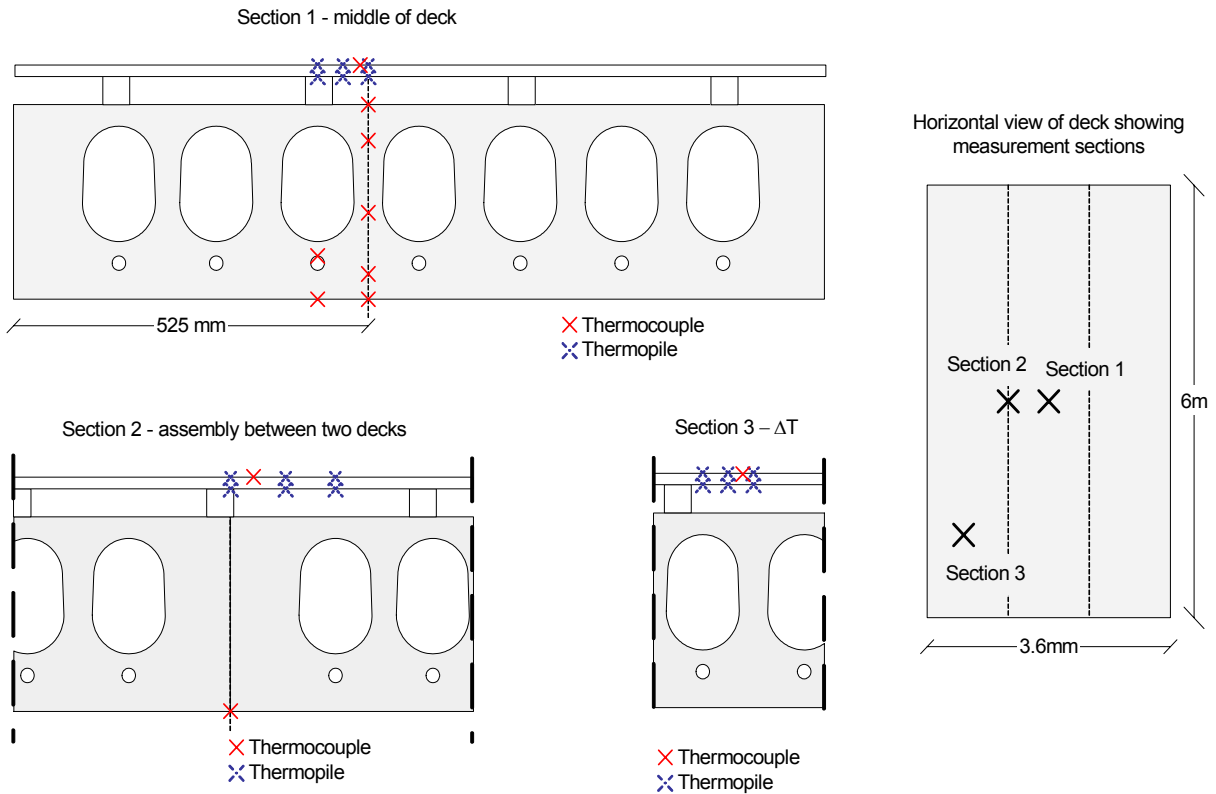 Section 1 - middle of deck
525 mm
Thermocouple
Thermopile
Section 2 - assembly between two decks
Thermocouple
Thermopile
Section 3 – ΔT
Thermocouple
Thermopile
Horizontal view of deck showing
measurement sections
Section 2
Section 1
6m
Section 3
3.6mm